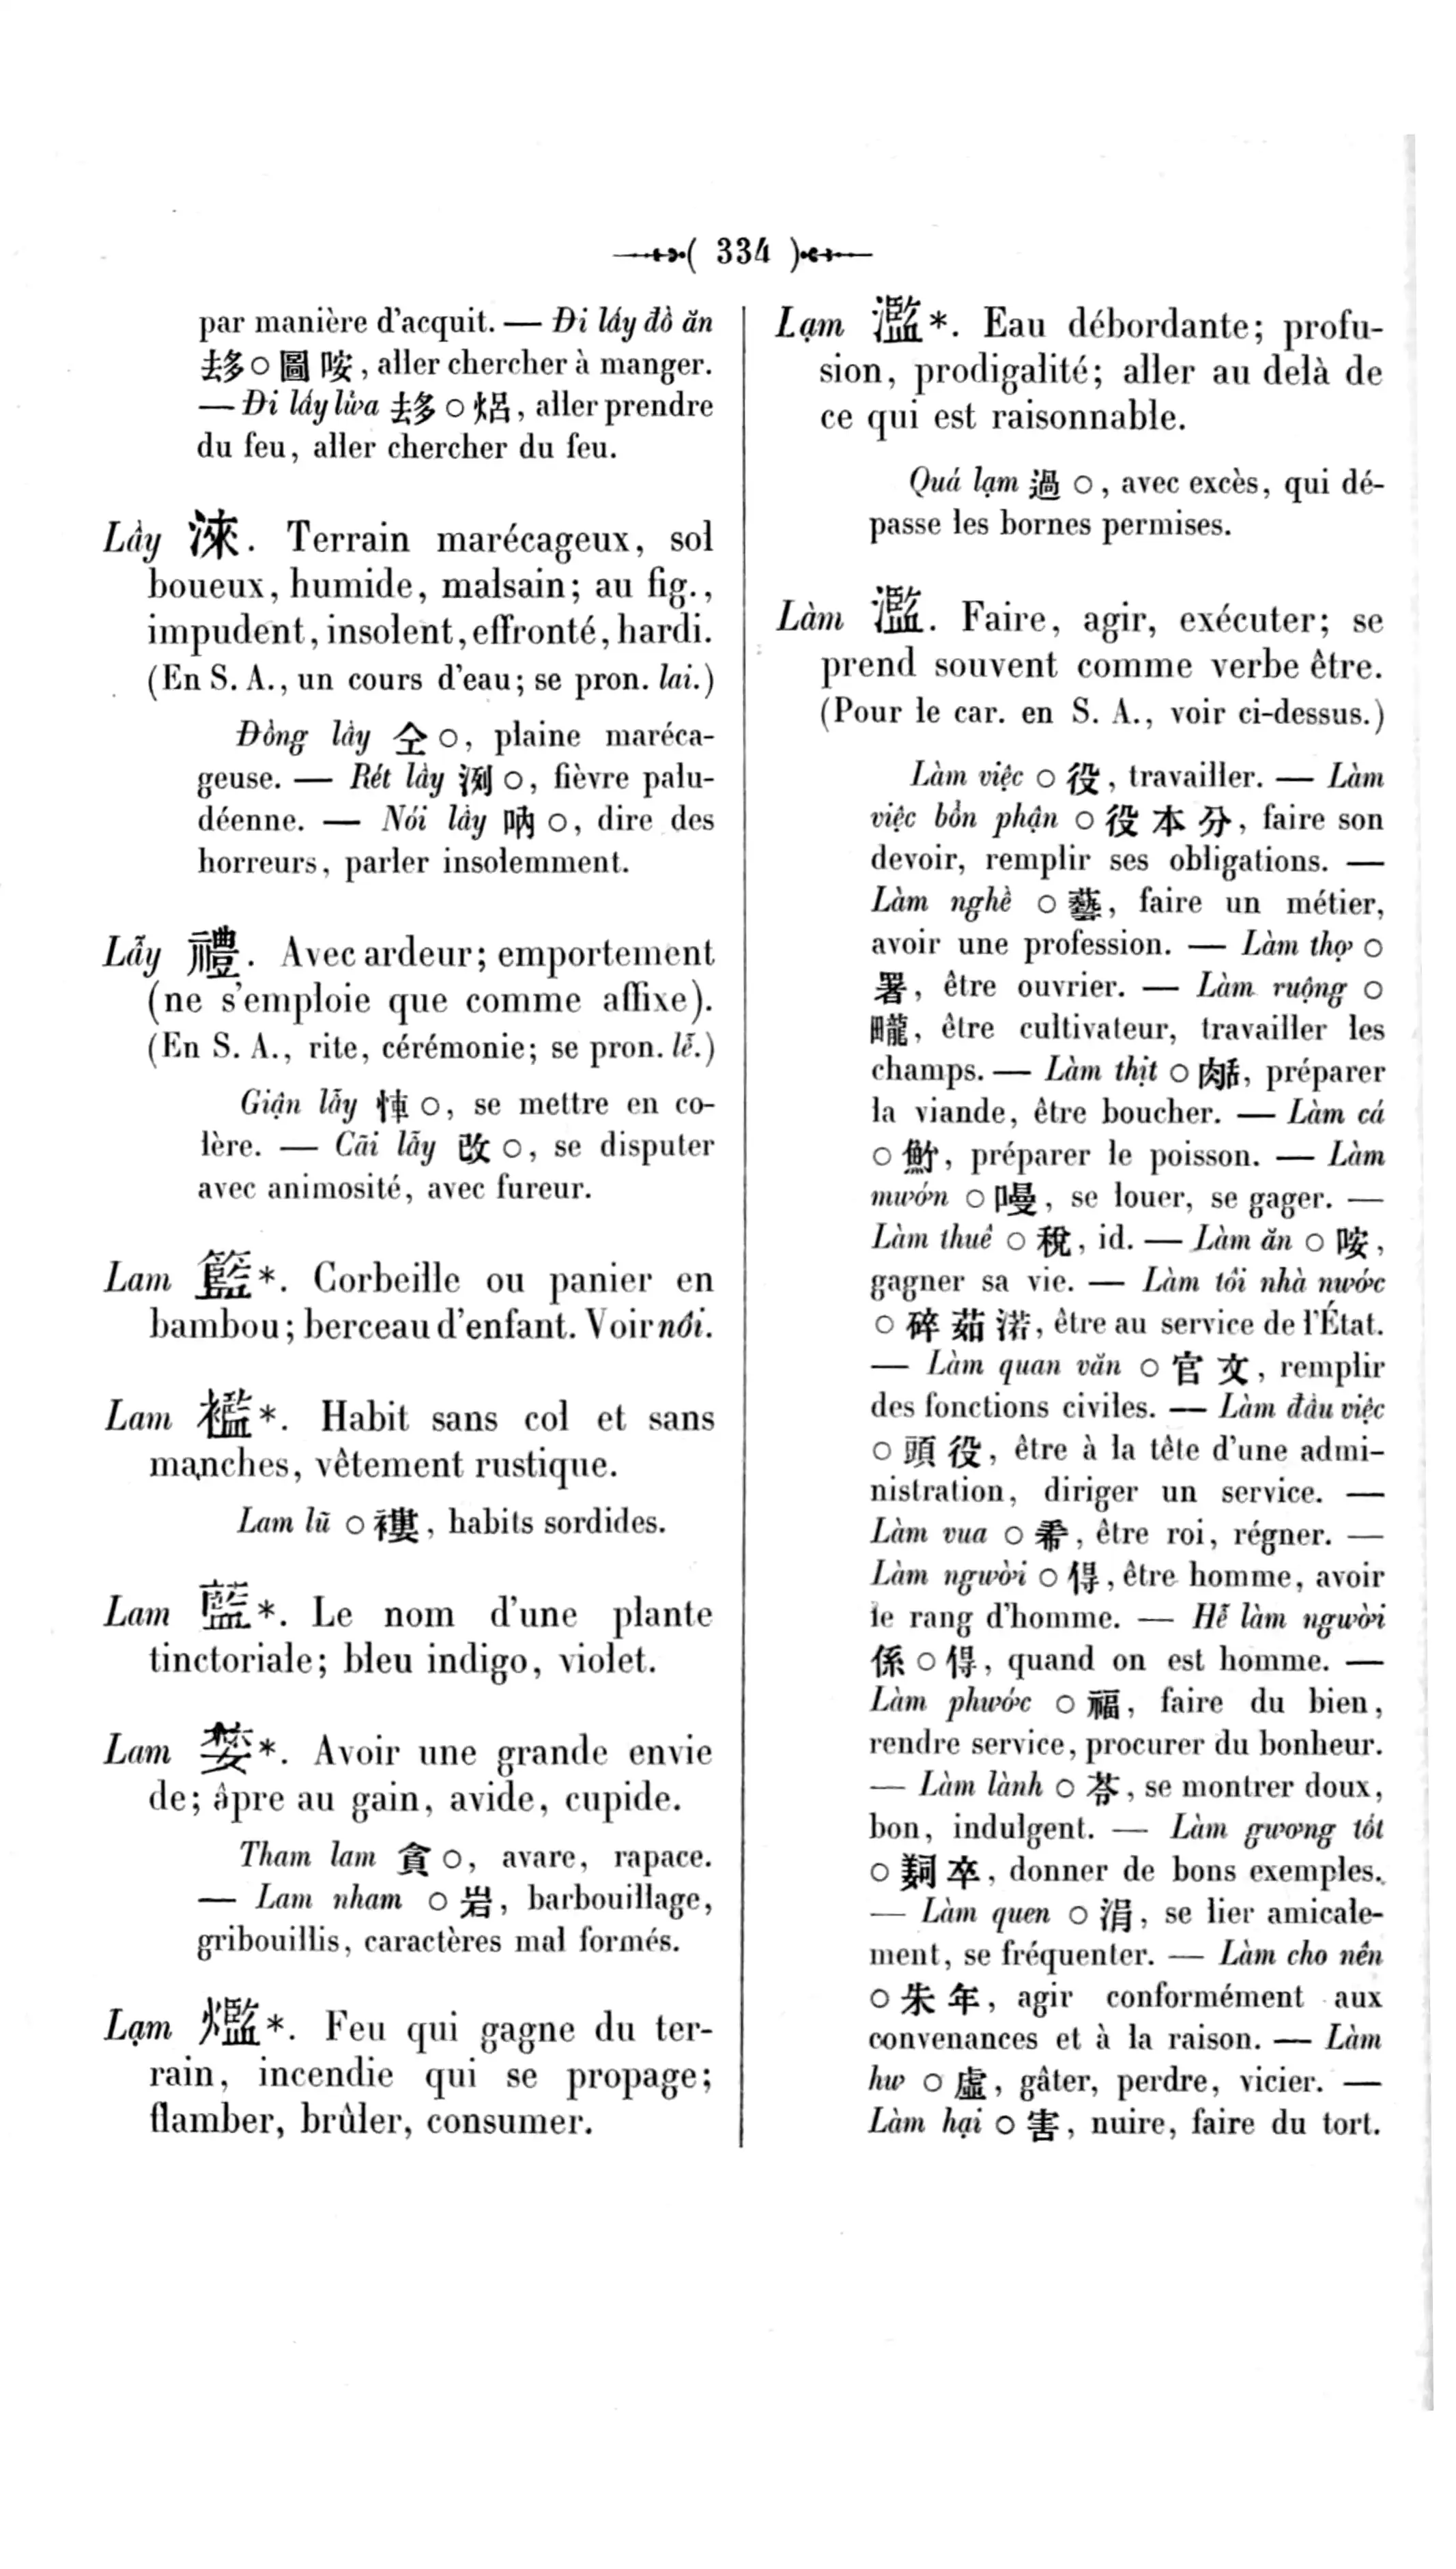 ( 334 )
par manière d'acquit. — Đi lấy đồ ăn
𠫾 ○ 圖 咹, aller chercher à manger.
— Đi lấy lửa 𠫾 ○ 焒, aller prendre
du feu, aller chercher du feu.
Lầy 淶. Terrain marécageux, sol
boueux, humide, malsain; au fig.,
impudent, insolent, effronté, hardi.
(En S. A., un cours d'eau; se pron. lai.)
Đồng lầy 仝 ○, plaine maréca-
geuse. — Rét lầy 洌 ○, fièvre palu-
déenne. — Nói lầy 吶 ○, dire des
horreurs, parler insolemment.
Lẫy 禮. Avec ardeur; emportement
(ne s'emploie que comme affixe).
(En S. A., rite, cérémonie; se pron. lễ.)
Giận lẫy ○, se mettre en co-
lère. — Cãi lẫy 改 ○, se disputer
avec animosité, avec fureur.
Lam 籃*. Corbeille ou panier en
bambou; berceau d'enfant. Voir nôi.
Lam 襤*. Habit sans col et sans
manches, vêtement rustique.
Lam lũ ○ 褸, habits sordides.
Lam 藍*. Le nom d'une plante
tinctoriale; bleu indigo, violet.
Lam 婪*. Avoir une grande envie
de; âpre au gain, avide, cupide.
Tham lam 貪 ○, avare, rapace.
— Lam nham ○ 岩, barbouillage,
gribouillis, caractères mal formés.
Lạm 爁*. Feu qui gagne du ter-
rain, incendie qui se propage;
flamber, brûler, consumer.
Lạm 濫*. Eau débordante; profu-
sion, prodigalité; aller au delà de
ce qui est raisonnable.
Quá lạm 過 ○, avec excès, qui dé-
passe les bornes permises.
Làm 濫. Faire, agir, exécuter; se
prend souvent comme verbe être.
(Pour le car. en S. A., voir ci-dessus.)
Làm việc ○ 役, travailler. — Làm
việc bổn phận ○ 役 本 分, faire son
devoir, remplir ses obligations. —
Làm nghề ○ 藝, faire un métier,
avoir une profession. — Làm thợ ○
署, être ouvrier. — Làm ruộng ○
𤳱, être cultivateur, travailler les
champs. — Làm thịt ○, préparer
la viande, être boucher. — Làm cá
○, préparer le poisson. — Làm
mướn ○ 嘪, se louer, se gager. —
Làm thuê ○ 稅, id. — Làm ăn ○ 咹,
gagner sa vie. — Làm tôi nhà nước
○ 碎 茹 渃, être au service de l'État.
— Làm quan văn ○ 官 文, remplir
des fonctions civiles. — Làm đầu việc
○ 頭 役, être à la tête d'une admi-
nistration, diriger un service. —
Làm vua ○ 希, être roi, régner. —
Làm người ○ 㝵, être homme, avoir
le rang d'homme. — Hễ làm người
係 ○, quand on est homme. —
Làm phước ○ 福, faire du bien,
rendre service, procurer du bonheur.
— Làm lành ○ 苓, se montrer doux,
bon, indulgent. — Làm gương tốt
○ 卒, donner de bons exemples.
— Làm quen ○ 涓, se lier amicale-
ment, se fréquenter. — Làm cho nên
○ 朱 年, agir conformément aux
convenances et à la raison. — Làm
hư ○ 虛, gâter, perdre, vicier. —
Làm hại ○ 害, nuire, faire du tort.